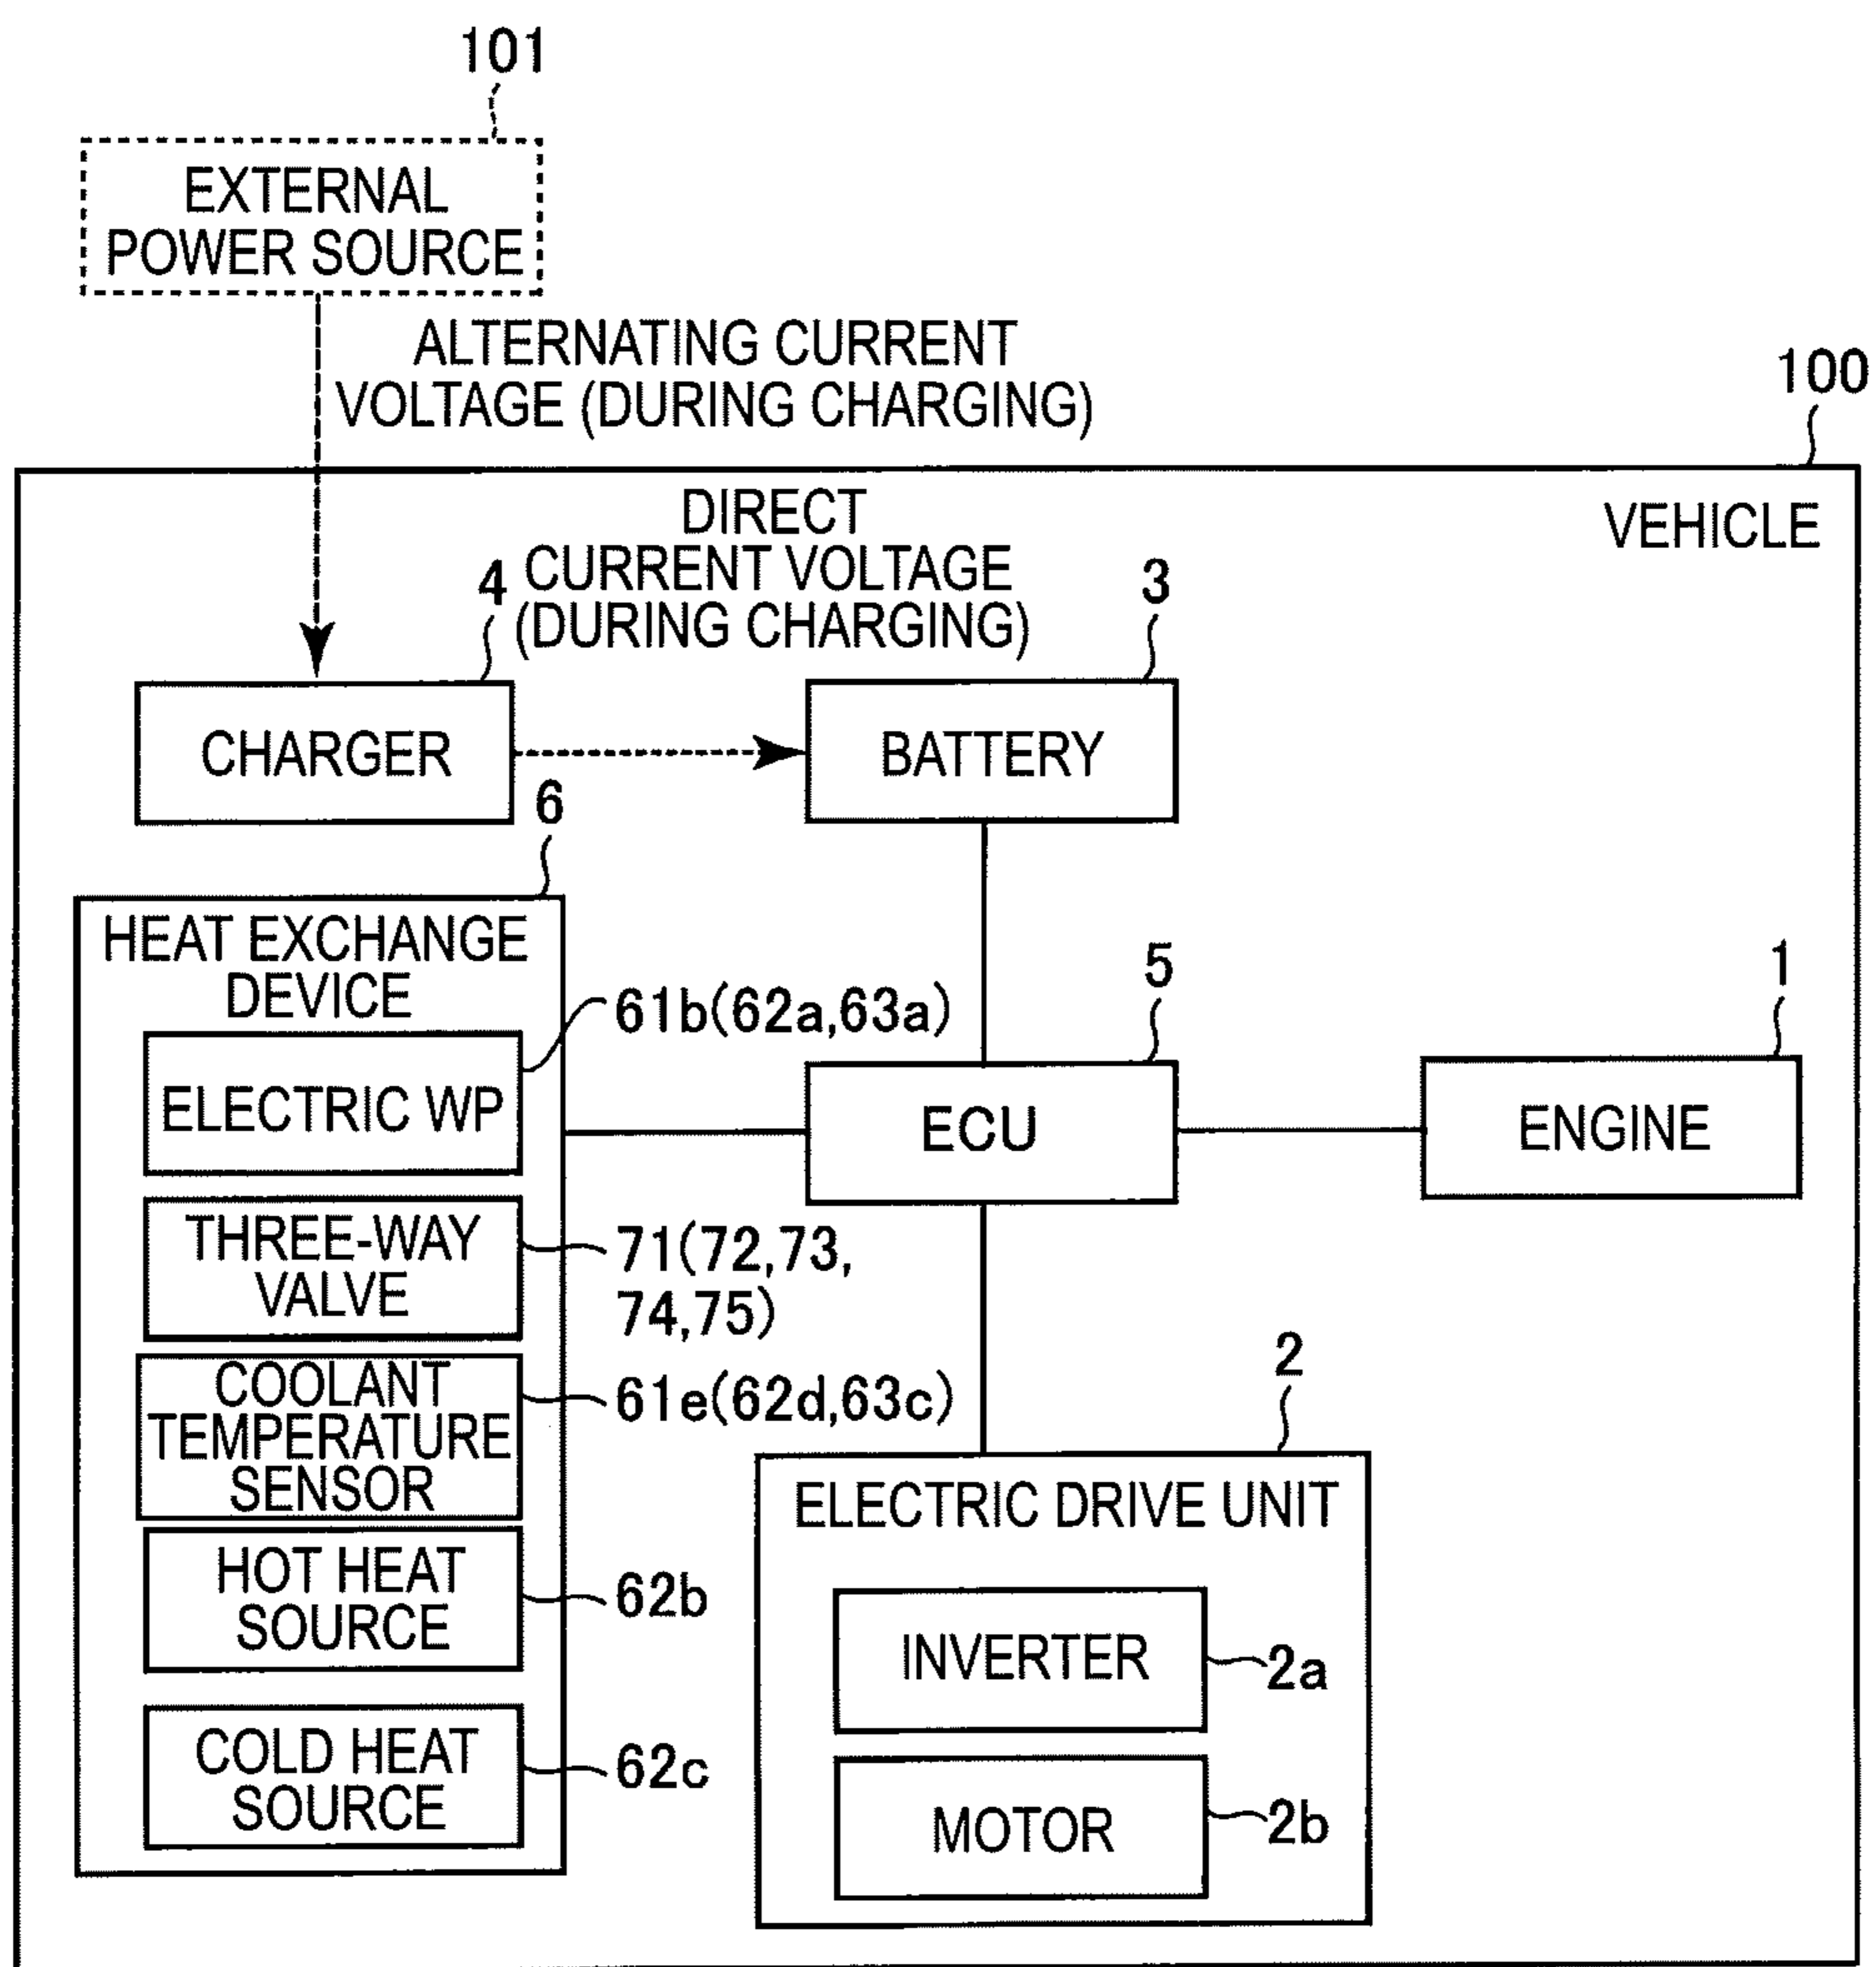 101
EXTERNAL
POWER SOURCE
ALTERNATING CURRENT
VOLTAGE (DURING CHARGING)
100
VEHICLE
DIRECT
CURRENT VOLTAGE
(DURING CHARGING)
4
3
CHARGER
BATTERY
6
HEAT EXCHANGE
DEVICE
61b(62a,63a)
ELECTRIC WP
5
ECU
1
ENGINE
THREE-WAY
VALVE
71(72,73,
74,75)
COOLANT
TEMPERATURE
SENSOR
61e(62d,63c)
HOT HEAT
SOURCE
62b
COLD HEAT
SOURCE
62c
2
ELECTRIC DRIVE UNIT
INVERTER
2a
MOTOR
2b